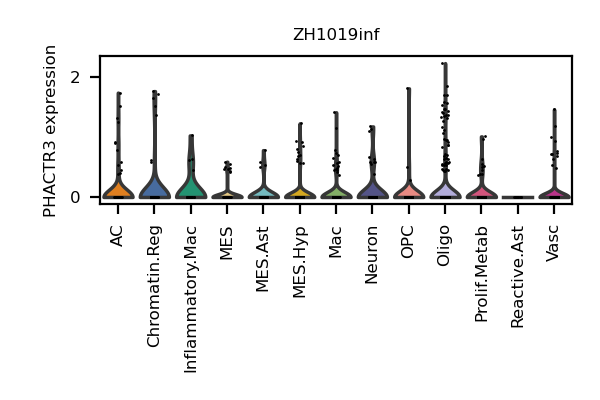 ZH1019inf
PHACTR3 expression
2
0
AC
Chromatin.Reg
Inflammatory.Mac
MES
MES.Ast
MES.Hyp
Mac
Neuron
OPC
Oligo
Prolif.Metab
Reactive.Ast
Vasc